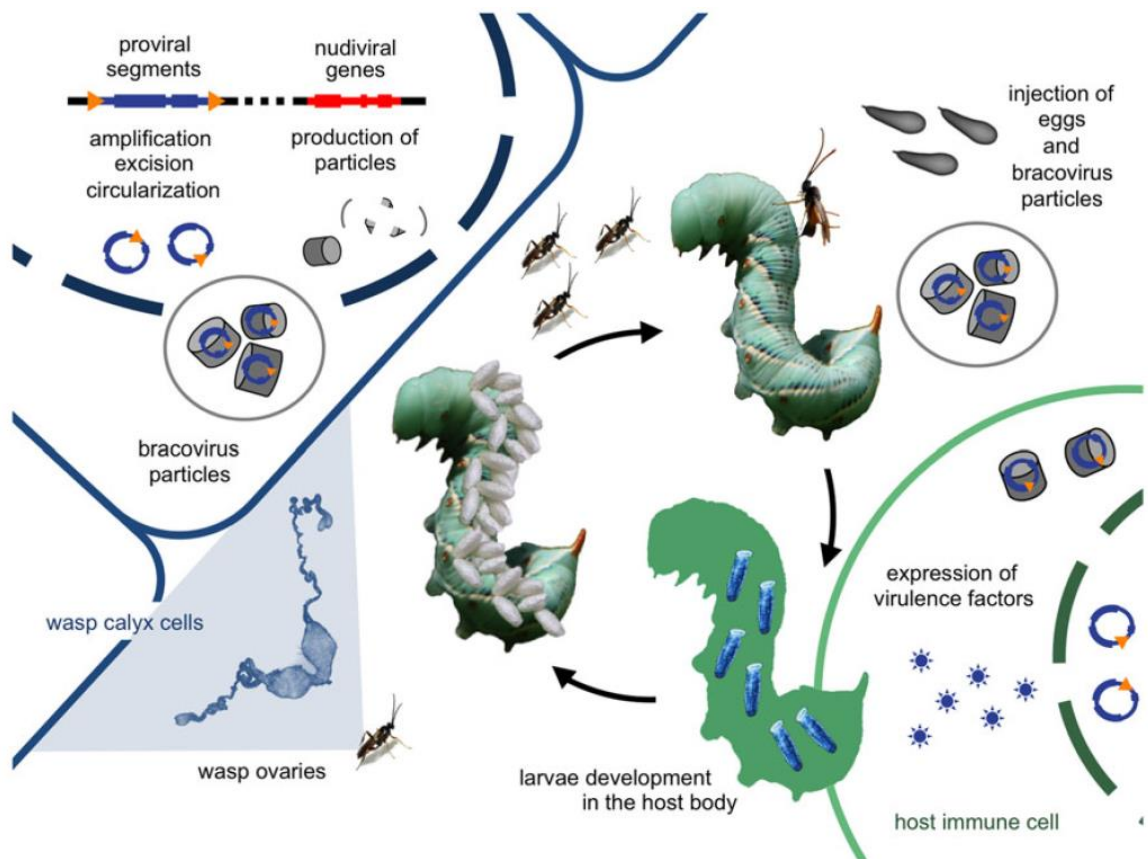 proviral
segments
nudiviral
genes
amplification
excision
circularization
production of
particles
injection of
eggs
and
bracovirus
particles
bracovirus
particles
wasp calyx cells
wasp ovaries
expression of
virulence factors
larvae development
in the host body
host immune cell